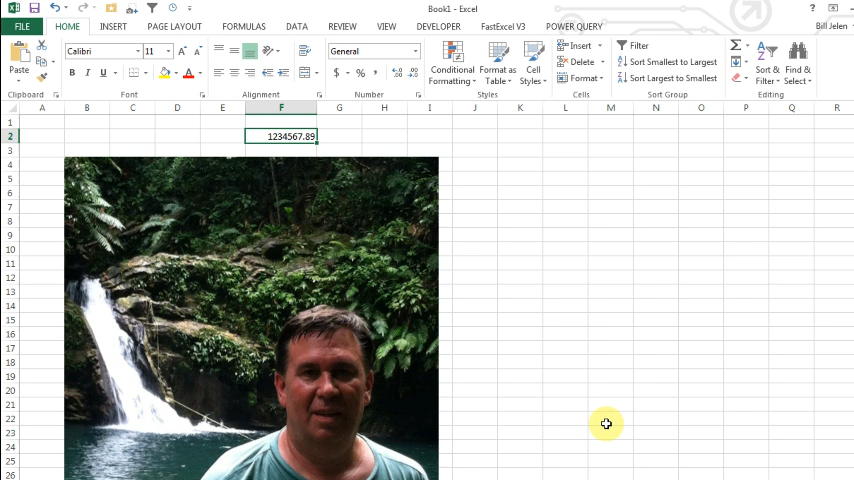 Book1 - Excel
FILE HOME INSERT PAGE LAYOUT FORMULAS DATA REVIEW VIEW DEVELOPER FastExcel V3 POWER QUERY Bill Jelen
Paste
Calibri 11 A A
B I U A
General
$ % ,
Conditional Formatting
Format as Table
Cell Styles
Insert
Delete
Format
Filter
Sort Smallest to Largest
Sort Largest to Smallest
Sort & Filter
Find & Select
Clipboard Font Alignment Number Styles Cells Sort Group Editing
A B C D E F G H I J K L M N O P Q R
1
2 1234567.89
3
4
5
6
7
8
9
10
11
12
13
14
15
16
17
18
19
20
21
22
23
24
25
26